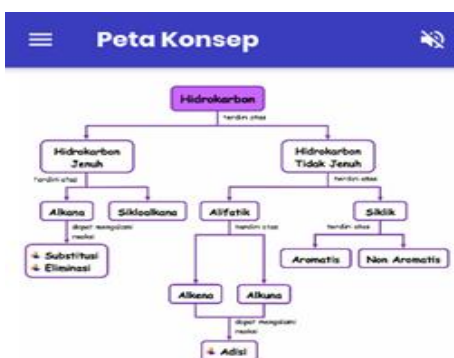 Peta Konsep
Hidrokarbon
terdiri atas
Hidrokarbon
Jenuh
Hidrokarbon
Tidak Jenuh
terdiri atas
terdiri atas
Alkana
Sikloalkana
Alifatik
Siklik
dapat mengalami
reaksi
terdiri atas
terdiri atas
Substitusi
Eliminasi
Aromatis
Non Aromatis
Alkena
Alkuna
dapat mengalami
reaksi
Adisi